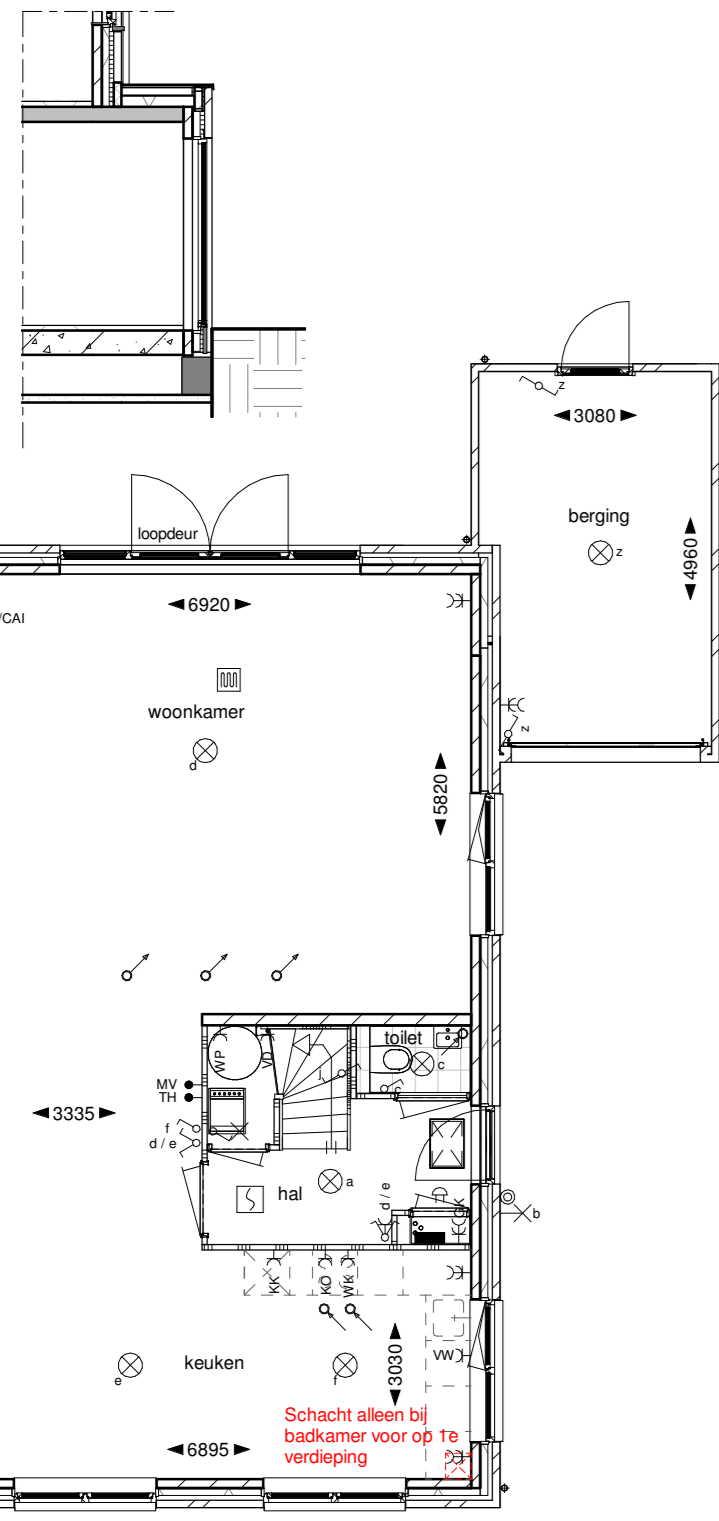 z
3080
loopdeur
berging
z
4960
6920
/CAI
woonkamer
z
d
5820
toilet
WP
VD
j
c
c
MV
TH
3335
f
d / e
a
hal
d / e
GK
b
KK
KO
WK
keuken
VW
e
f
3030
Schacht alleen bij
badkamer voor op 1e
verdieping
6895